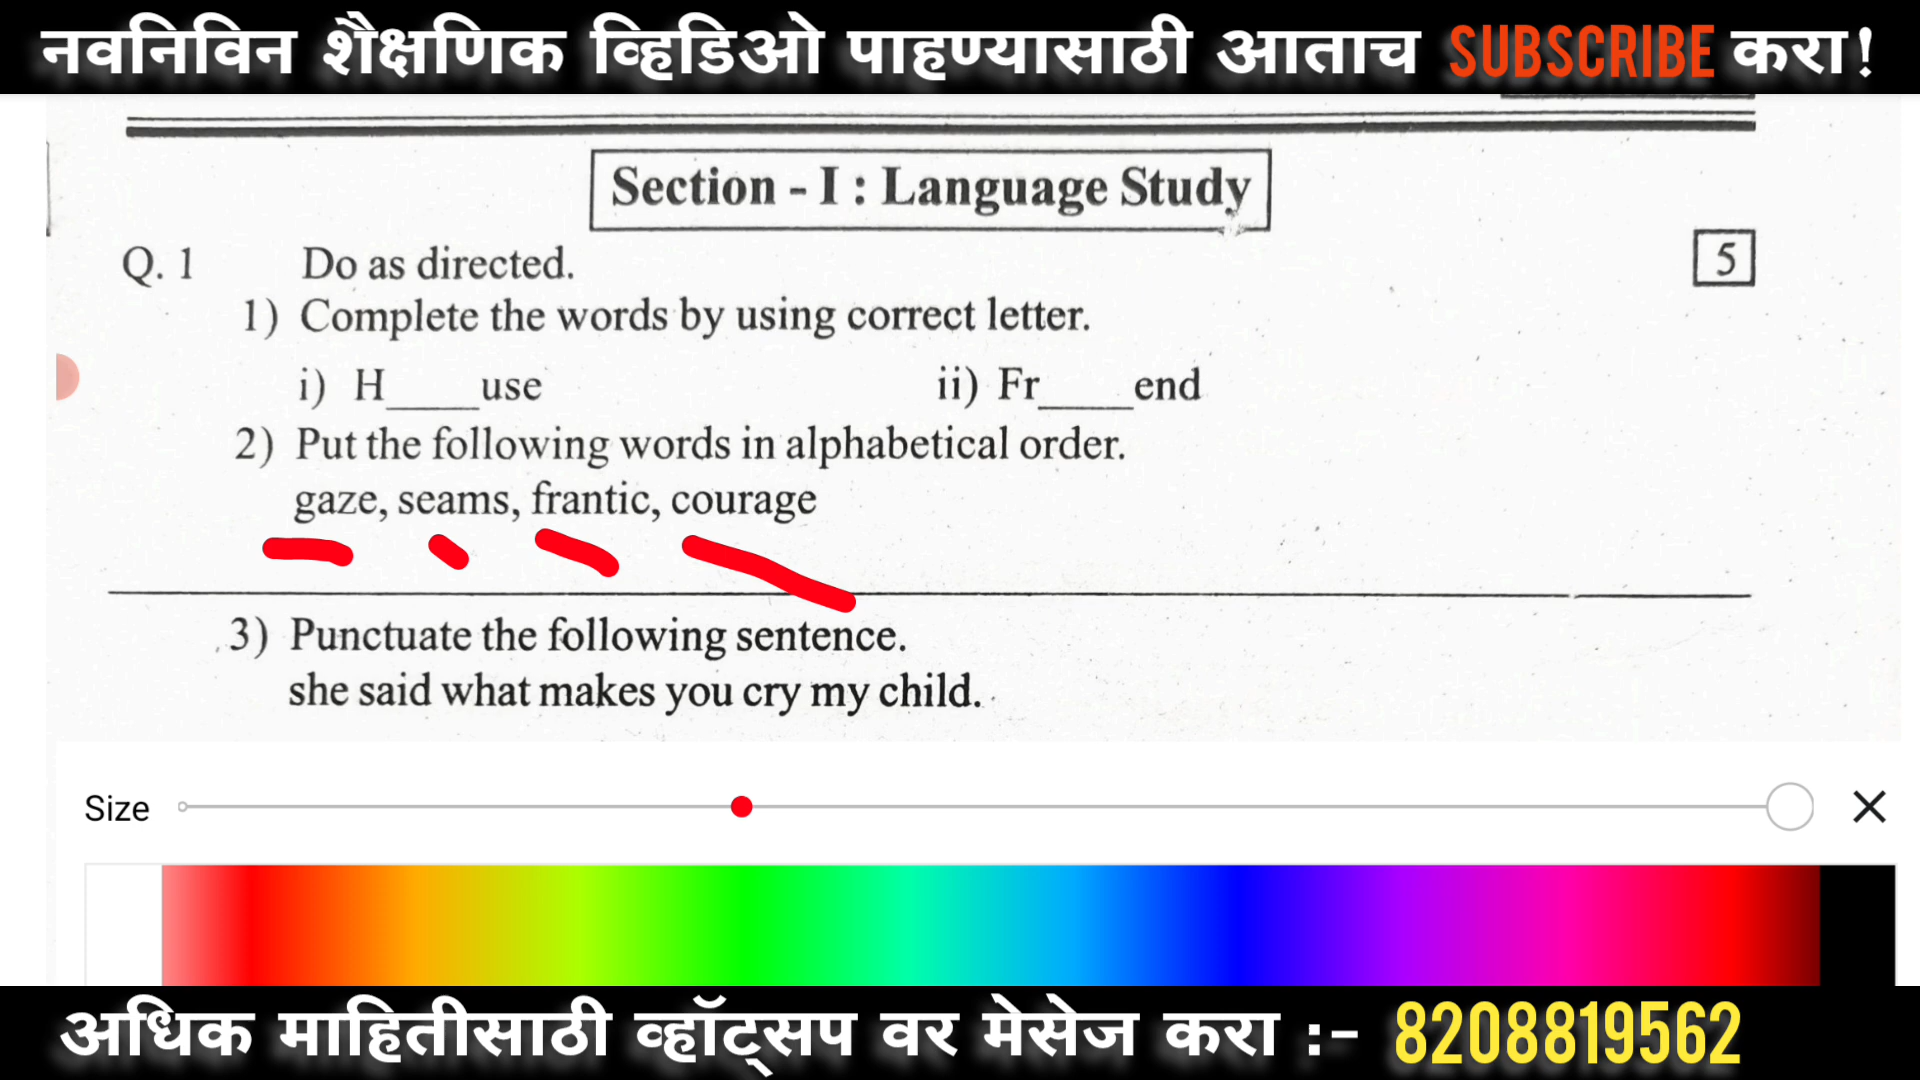 नवनिविन शैक्षणिक व्हिडिओ पाहण्यासाठी आताच SUBSCRIBE करा!
Section - I : Language Study
Q. 1 Do as directed. 5
1) Complete the words by using correct letter.
i) H____use ii) Fr____end
2) Put the following words in alphabetical order.
gaze, seams, frantic, courage
3) Punctuate the following sentence.
she said what makes you cry my child.
Size
अधिक माहितीसाठी व्हॉट्सप वर मेसेज करा :- 8208819562